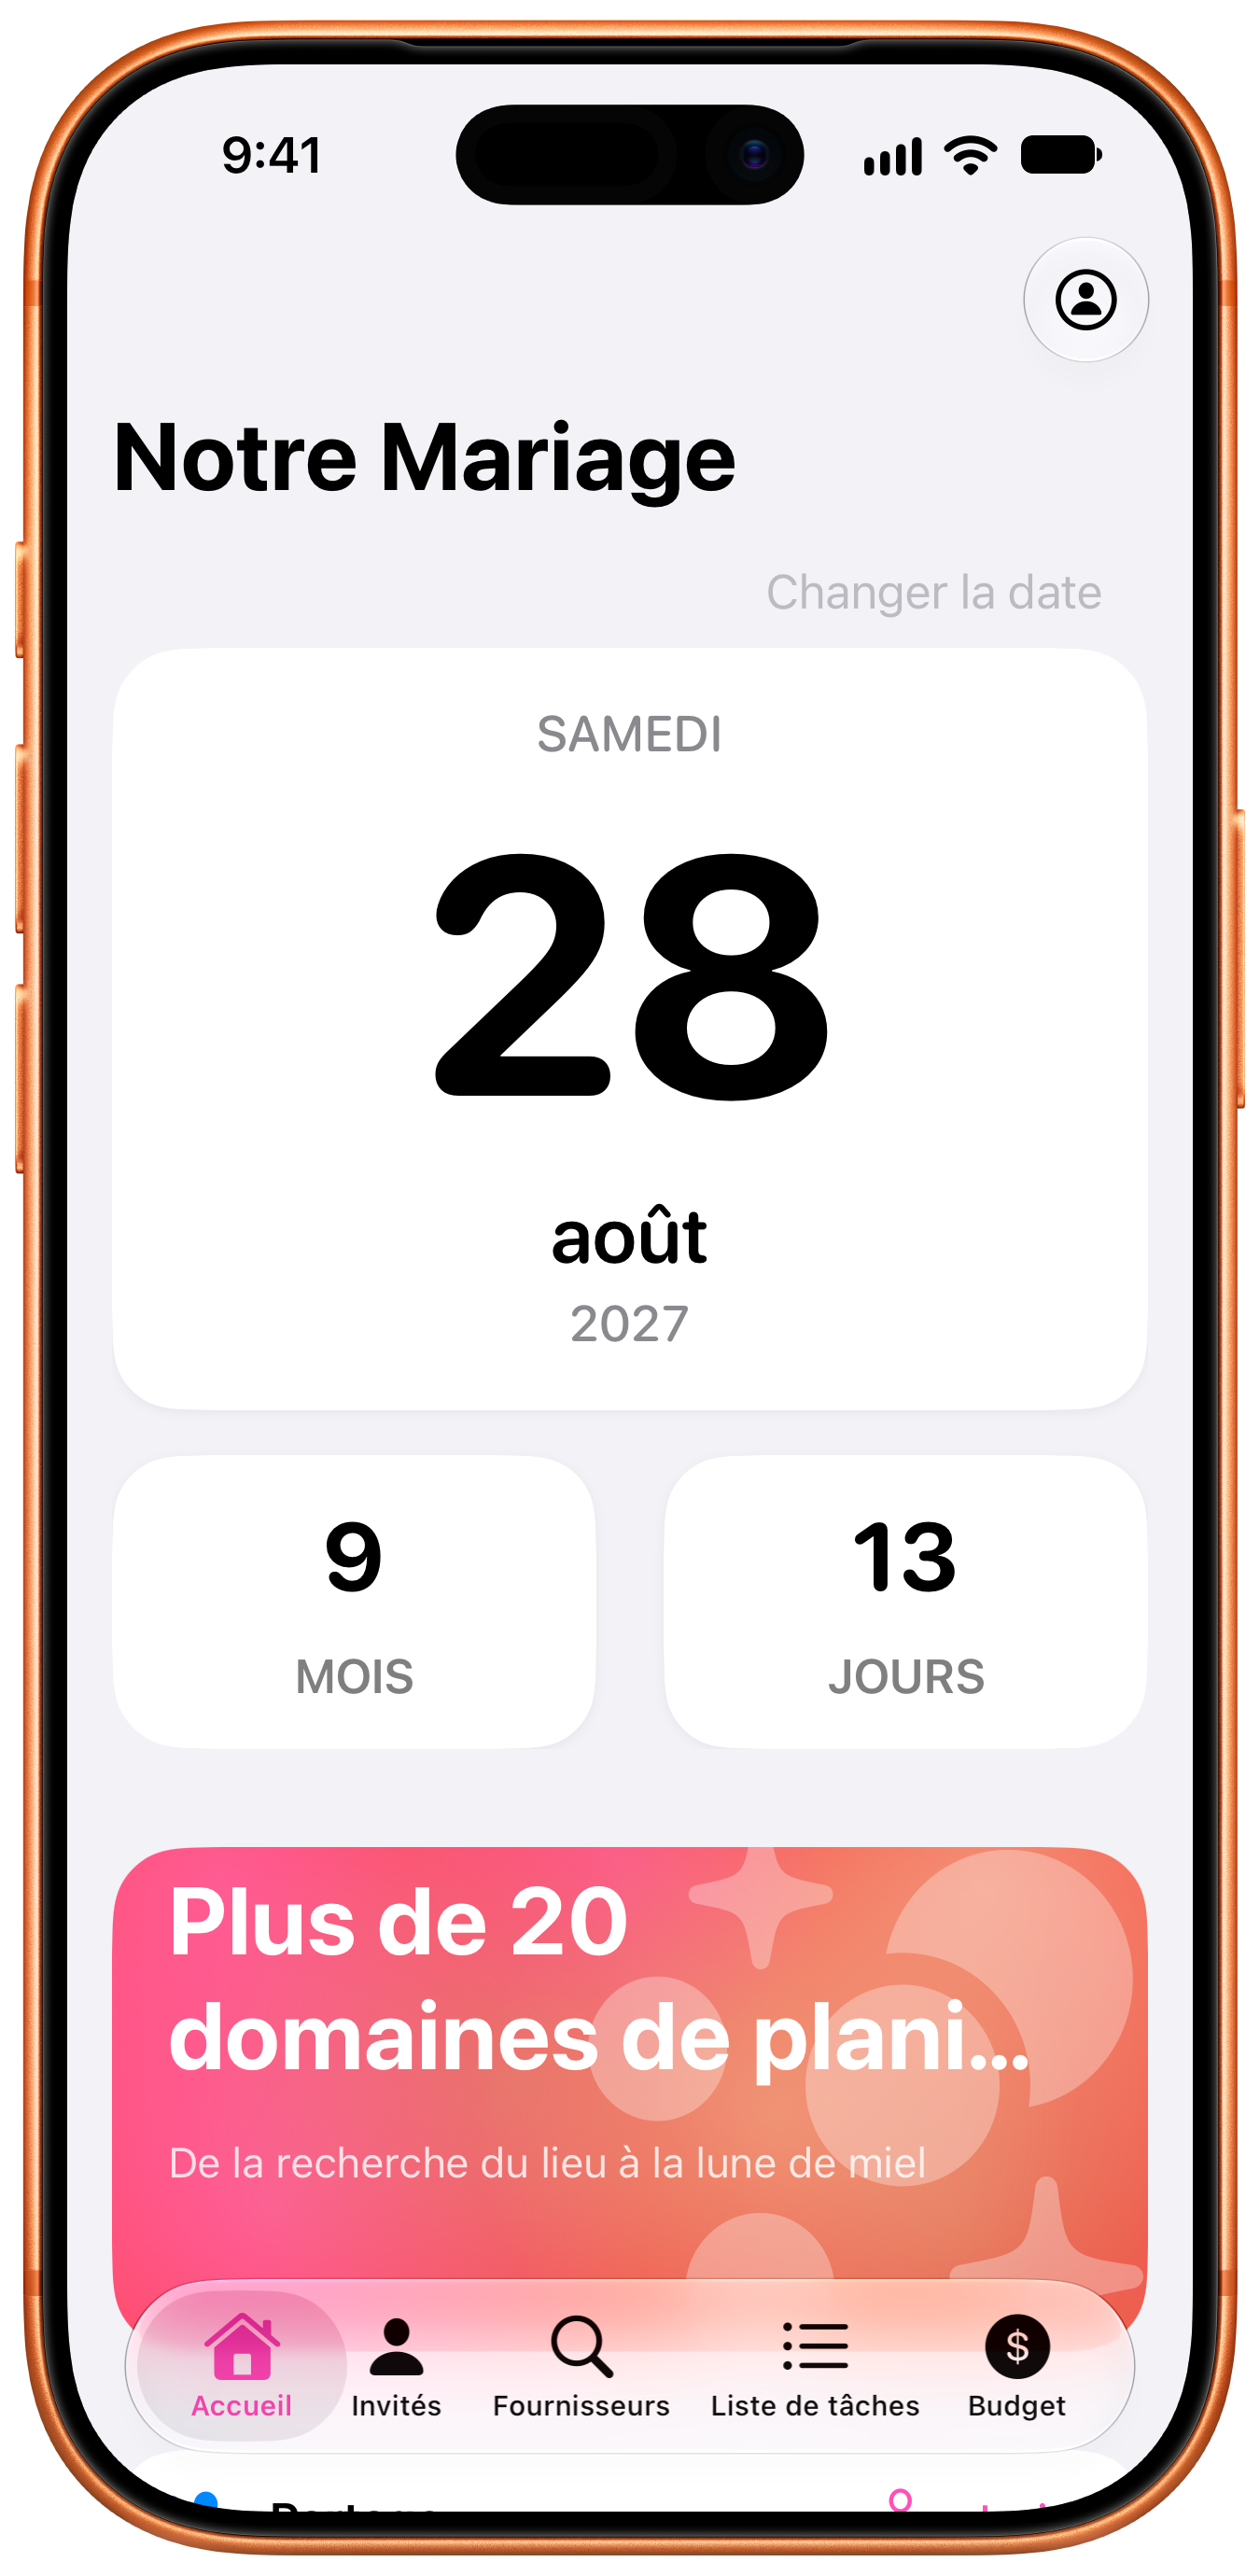 9:41
Notre Mariage
Changer la date
SAMEDI
28
août
2027
9
MOIS
13
JOURS
Plus de 20
domaines de plani...
De la recherche du lieu à la lune de miel
$
Accueil
Invités
Fournisseurs
Liste de tâches
Budget